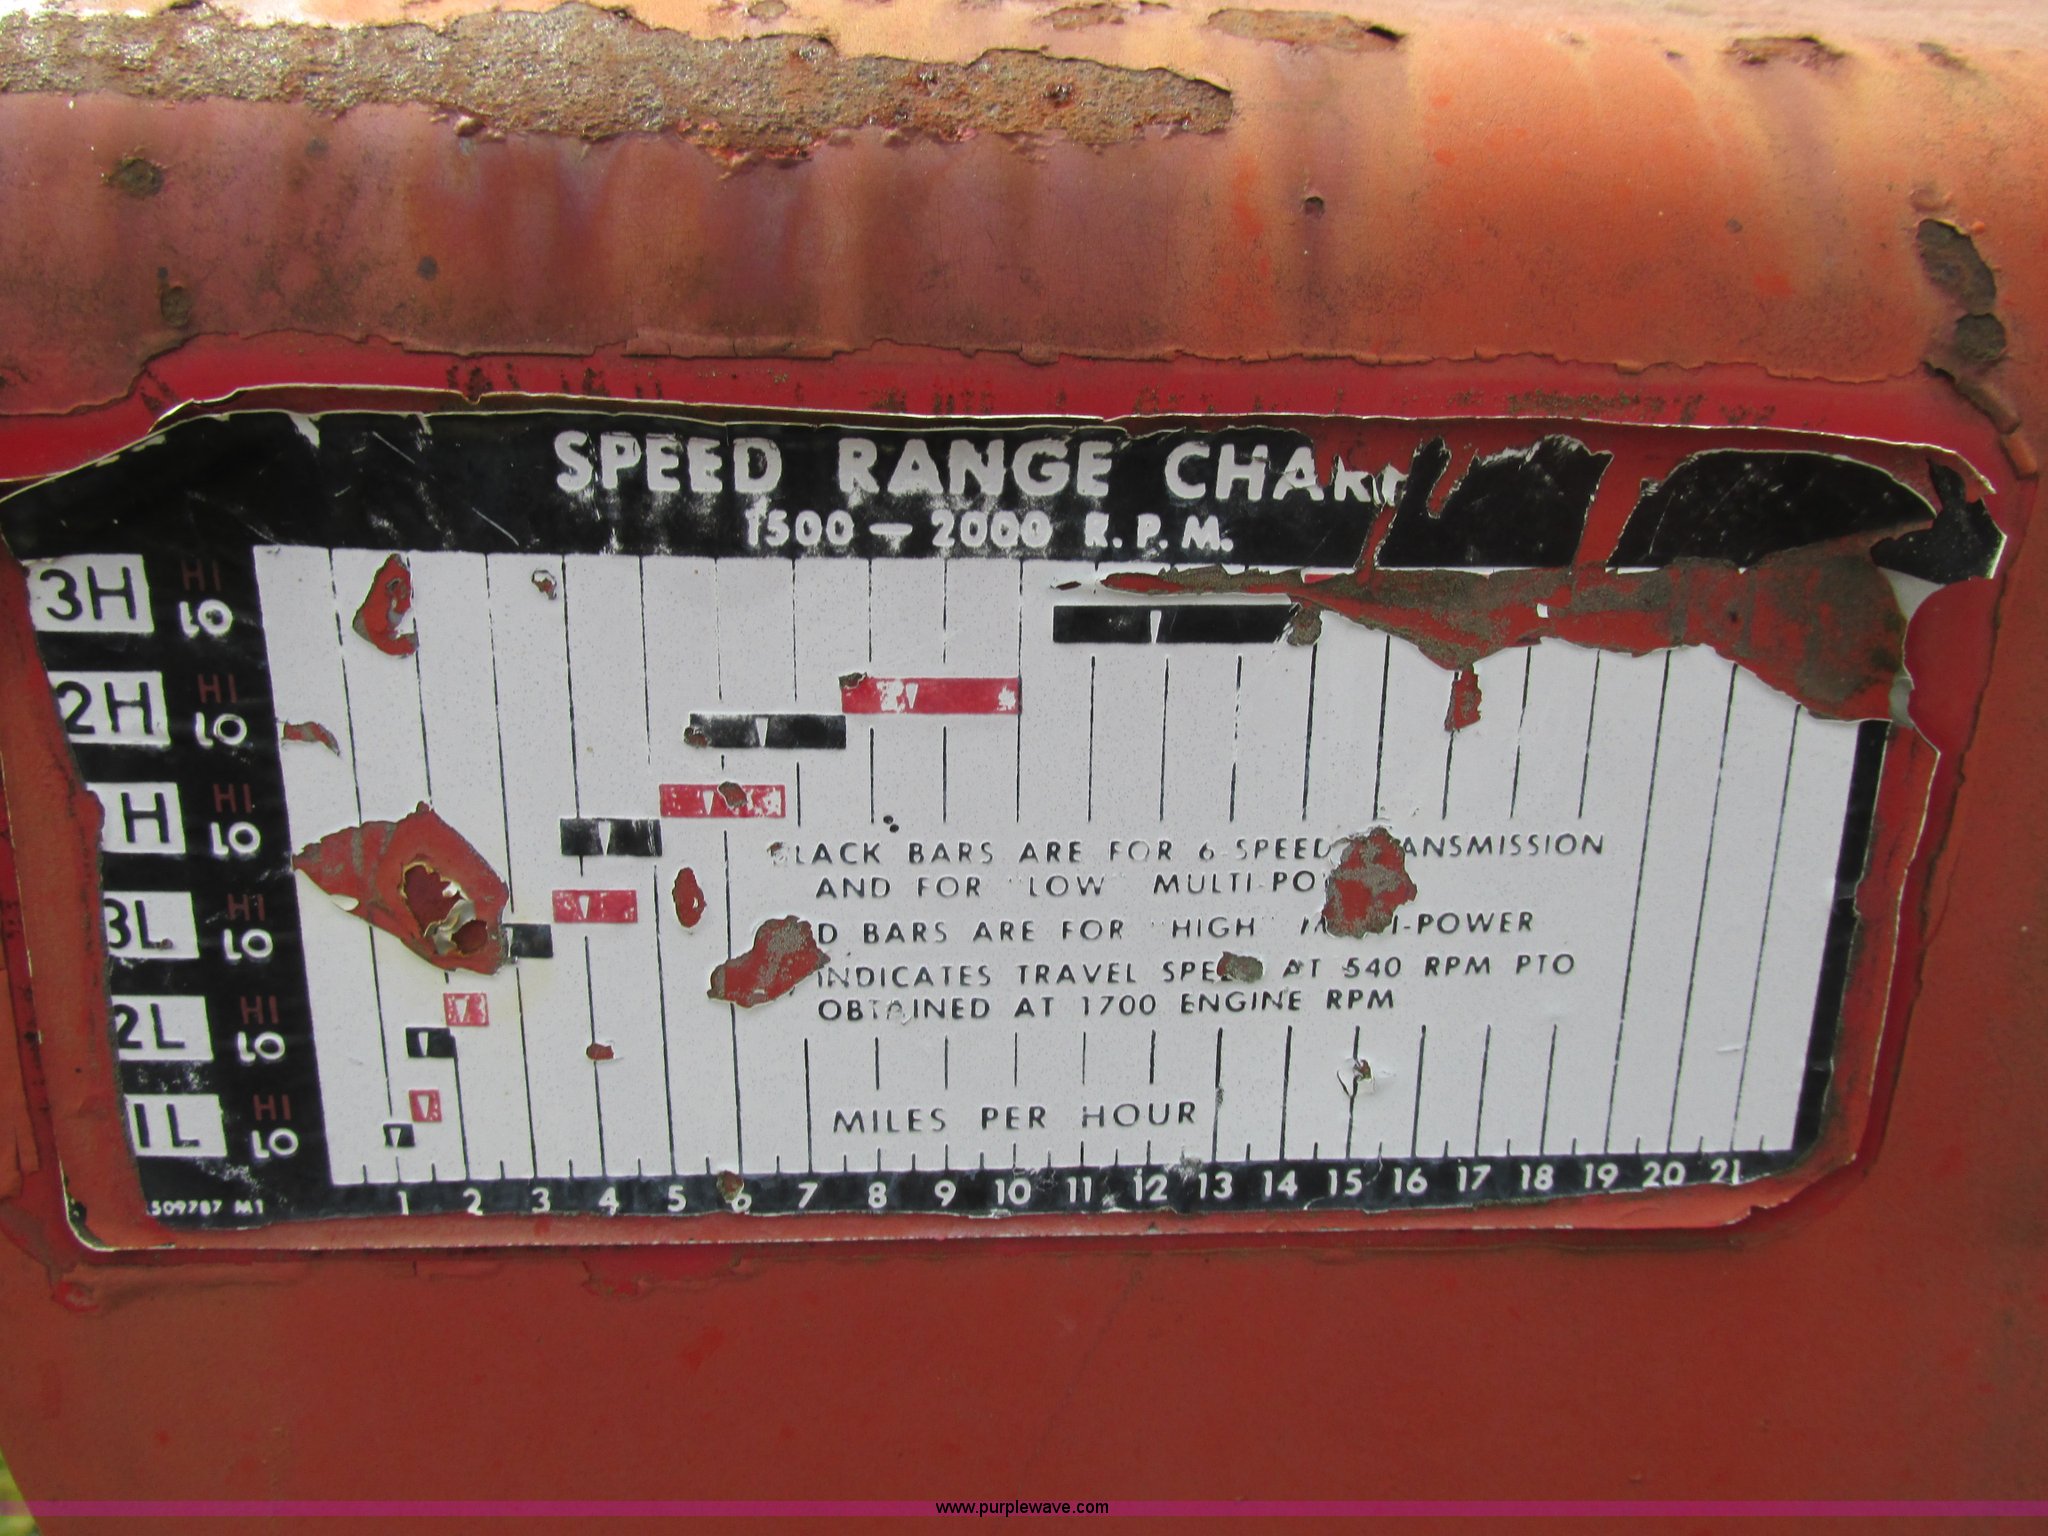 SPEED RANGE CHAR
1500 — 2000 R.P.M.
3H HI
LO
2H HI
LO
H HI
LO
3L HI
LO
2L HI
LO
1L HI
LO
LACK BARS ARE FOR 6-SPEED ANSMISSION
AND FOR "LOW" MULTI-PO
D BARS ARE FOR "HIGH" I-POWER
INDICATES TRAVEL SPE AT 540 RPM PTO
OBTAINED AT 1700 ENGINE RPM
MILES PER HOUR
1 2 3 4 5 6 7 8 9 10 11 12 13 14 15 16 17 18 19 20 21
509787 M1
www.purplewave.com